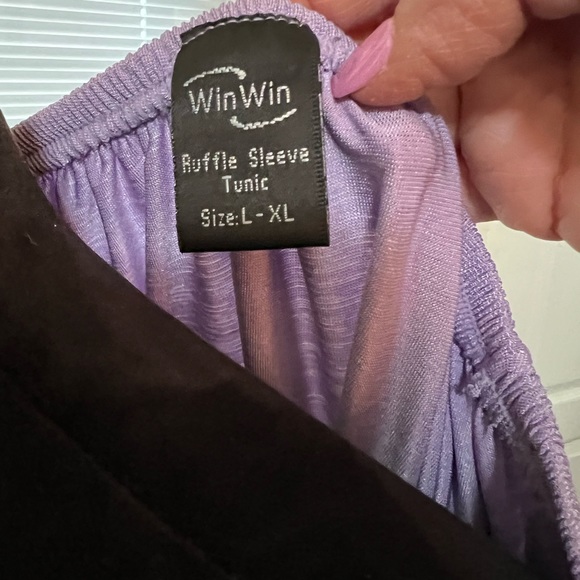 WinWin
Ruffle Sleeve
Tunic
Size:L-XL